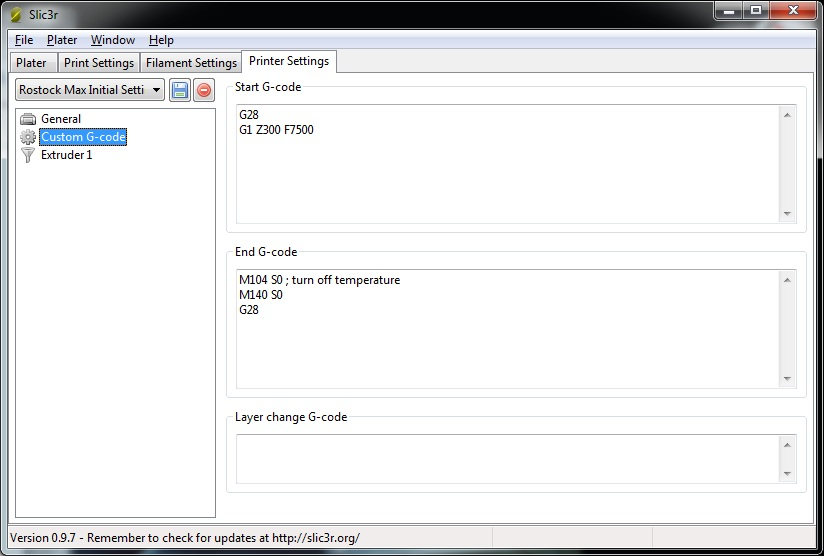 Slic3r
File Plater Window Help
Plater Print Settings Filament Settings Printer Settings
Rostock Max Initial Setti
General
Custom G-code
Extruder 1
Start G-code
G28
G1 Z300 F7500
End G-code
M104 S0 ; turn off temperature
M140 S0
G28
Layer change G-code
Version 0.9.7 - Remember to check for updates at http://slic3r.org/